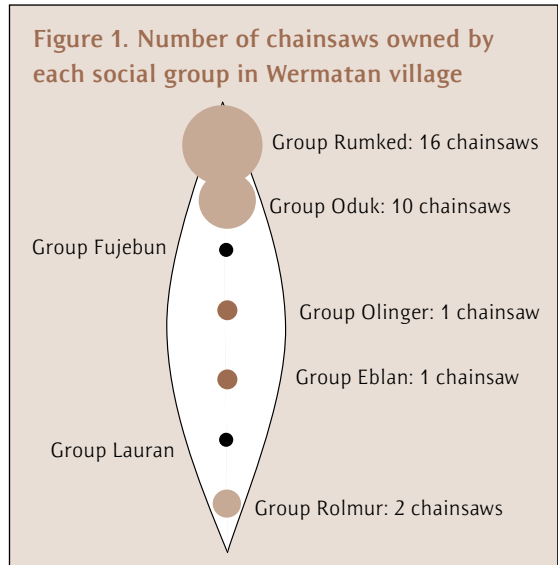 Figure 1. Number of chainsaws owned by
each social group in Wermatan village
Group Rumked: 16 chainsaws
Group Oduk: 10 chainsaws
Group Fujebun
Group Olinger: 1 chainsaw
Group Eblan: 1 chainsaw
Group Lauran
Group Rolmur: 2 chainsaws